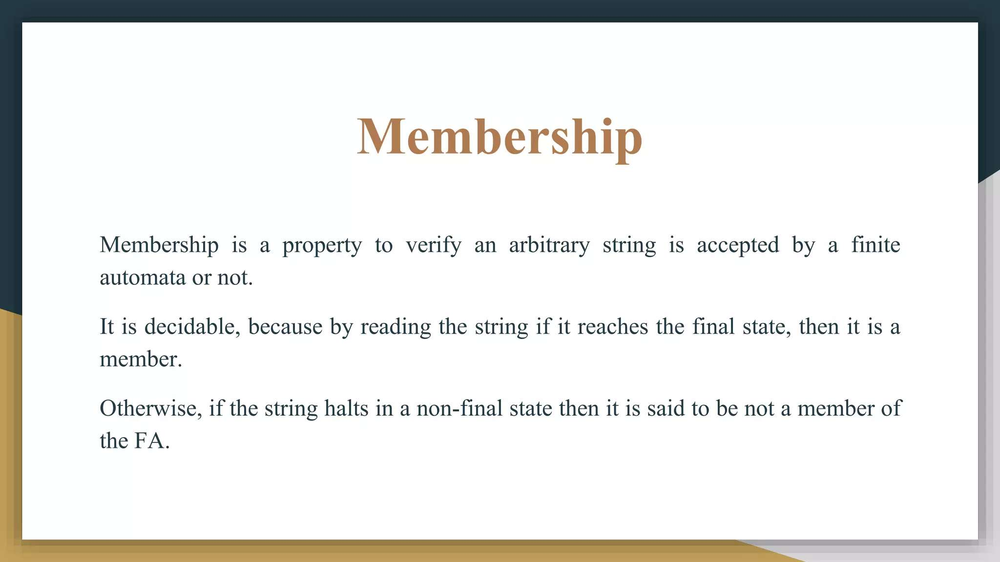 Membership
Membership is a property to verify an arbitrary string is accepted by a finite
automata or not.
It is decidable, because by reading the string if it reaches the final state, then it is a
member.
Otherwise, if the string halts in a non-final state then it is said to be not a member of
the FA.